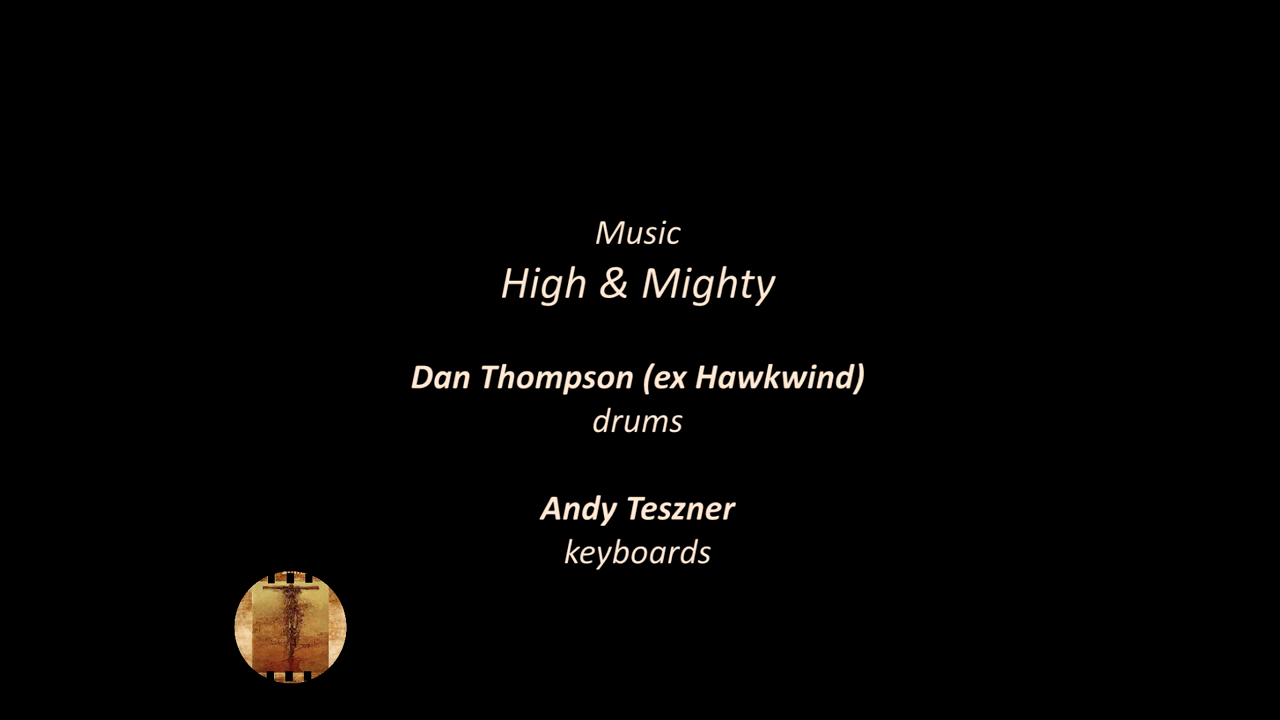 Music
High & Mighty
Dan Thompson (ex Hawkwind)
drums
Andy Teszner
keyboards